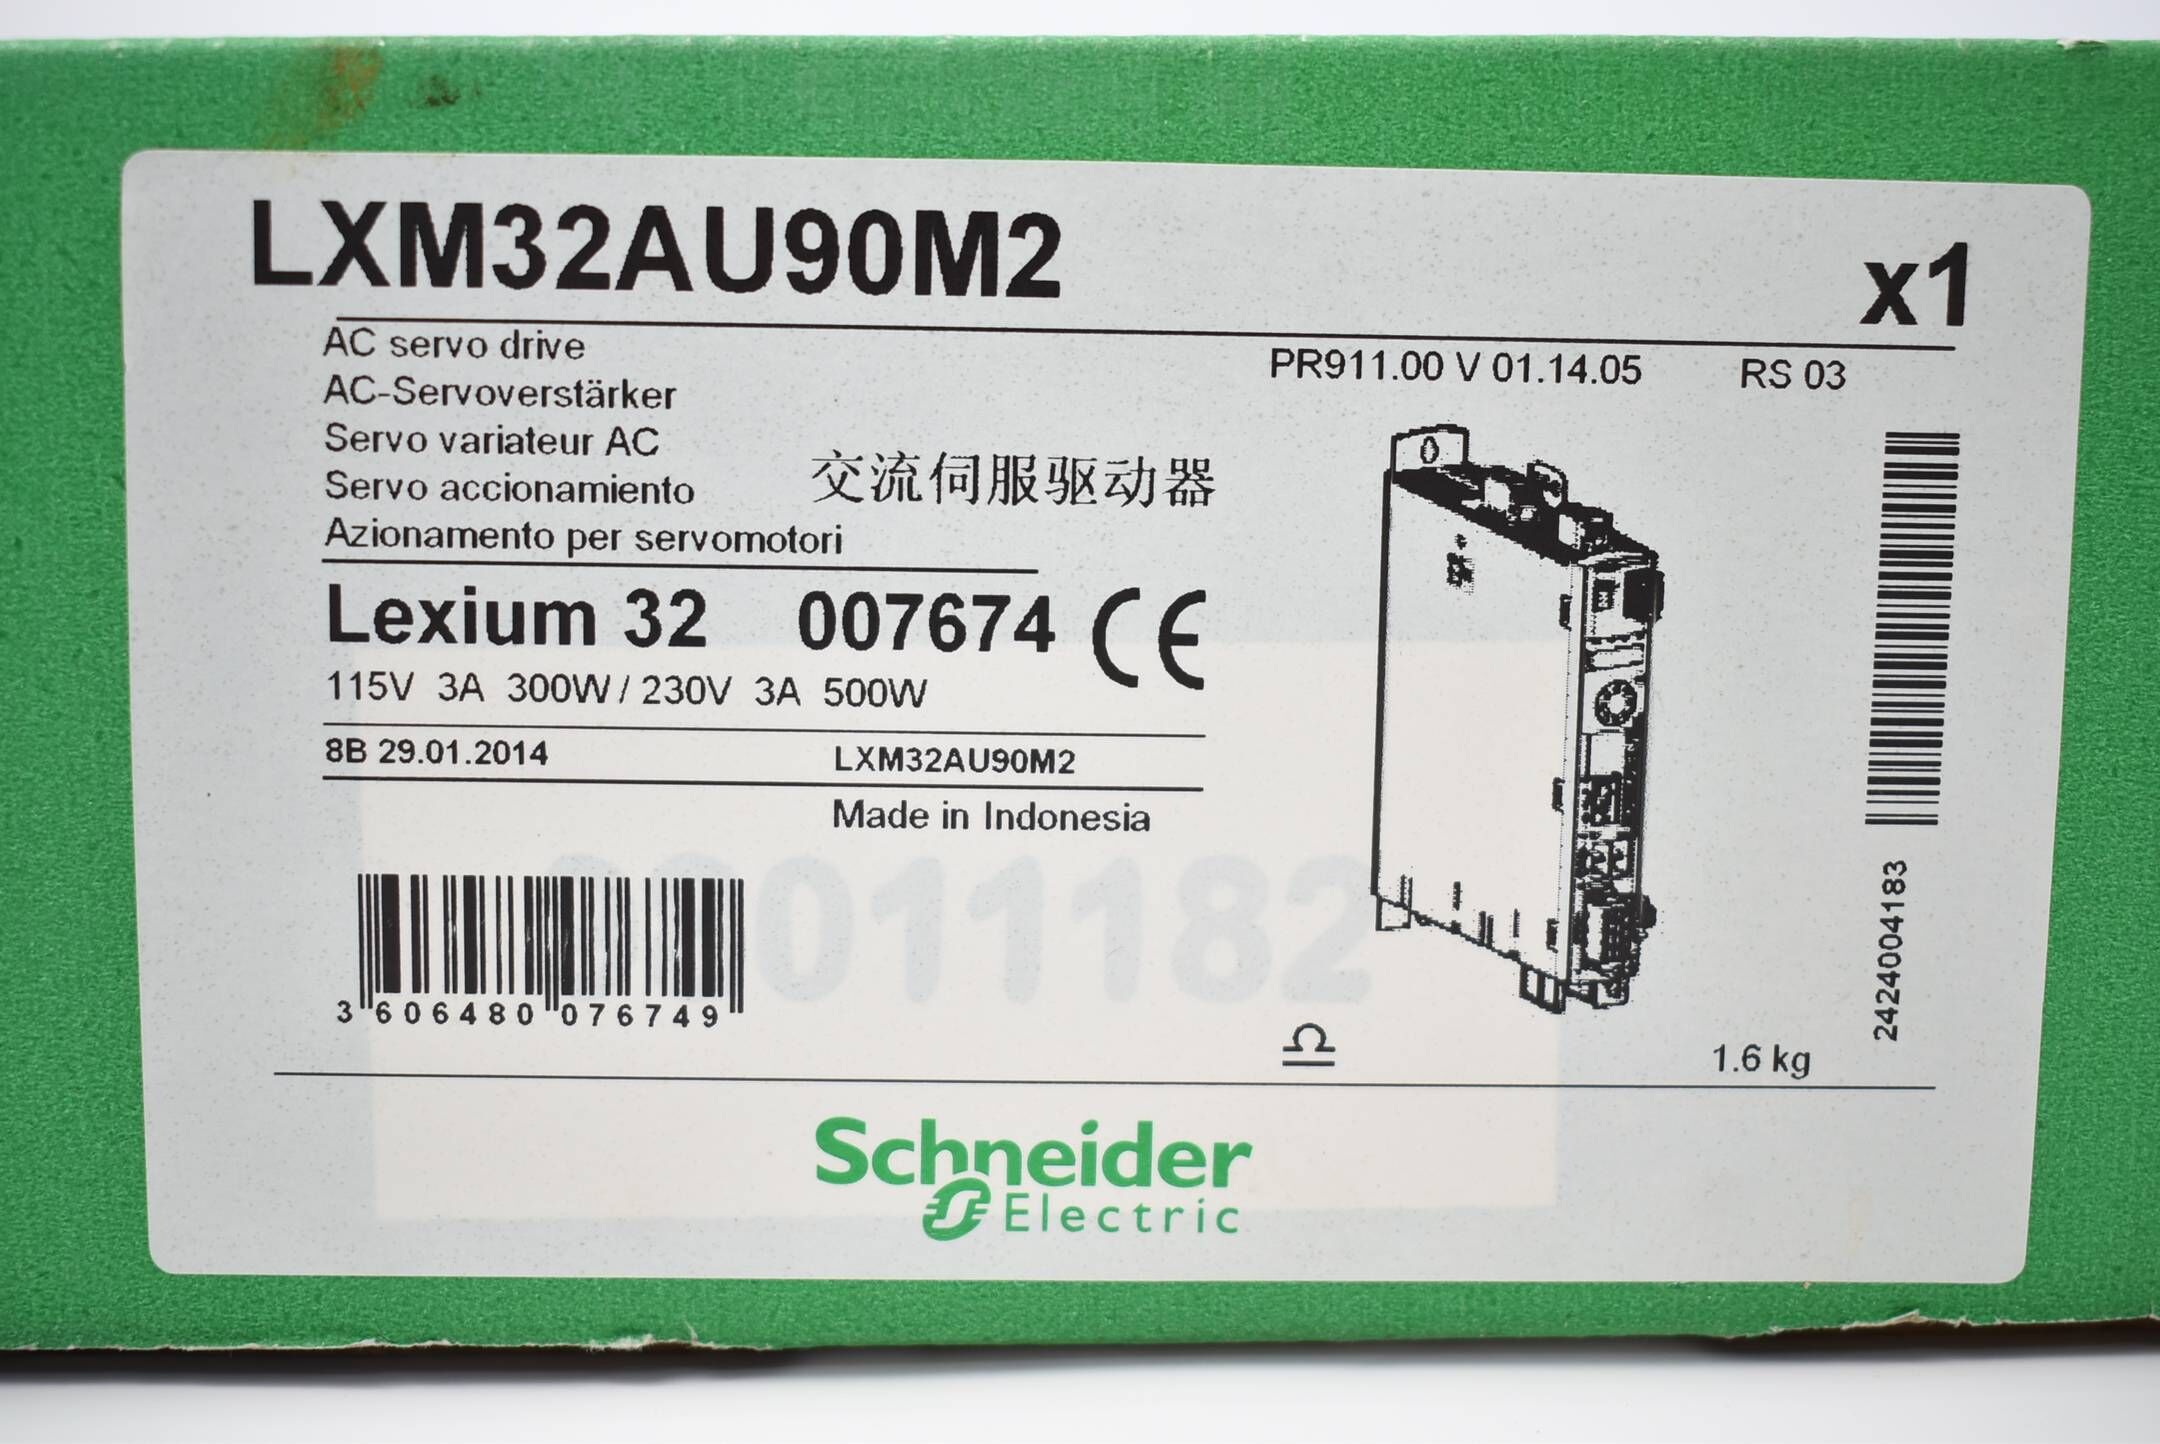 LXM32AU90M2
x1
AC servo drive
PR911.00 V 01.14.05 RS 03
AC-Servoverstärker
Servo variateur AC
Servo accionamiento
交流伺服驱动器
Azionamento per servomotori
Lexium 32 007674 CE
115V 3A 300W / 230V 3A 500W
8B 29.01.2014 LXM32AU90M2
Made in Indonesia
3 606480 076749
2424004183
1.6 kg
Schneider
Electric